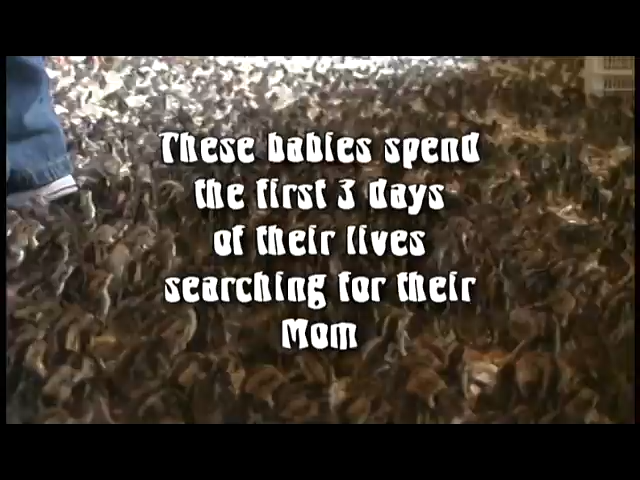 These babies spend
the first 3 days
of their lives
searching for their
Mom